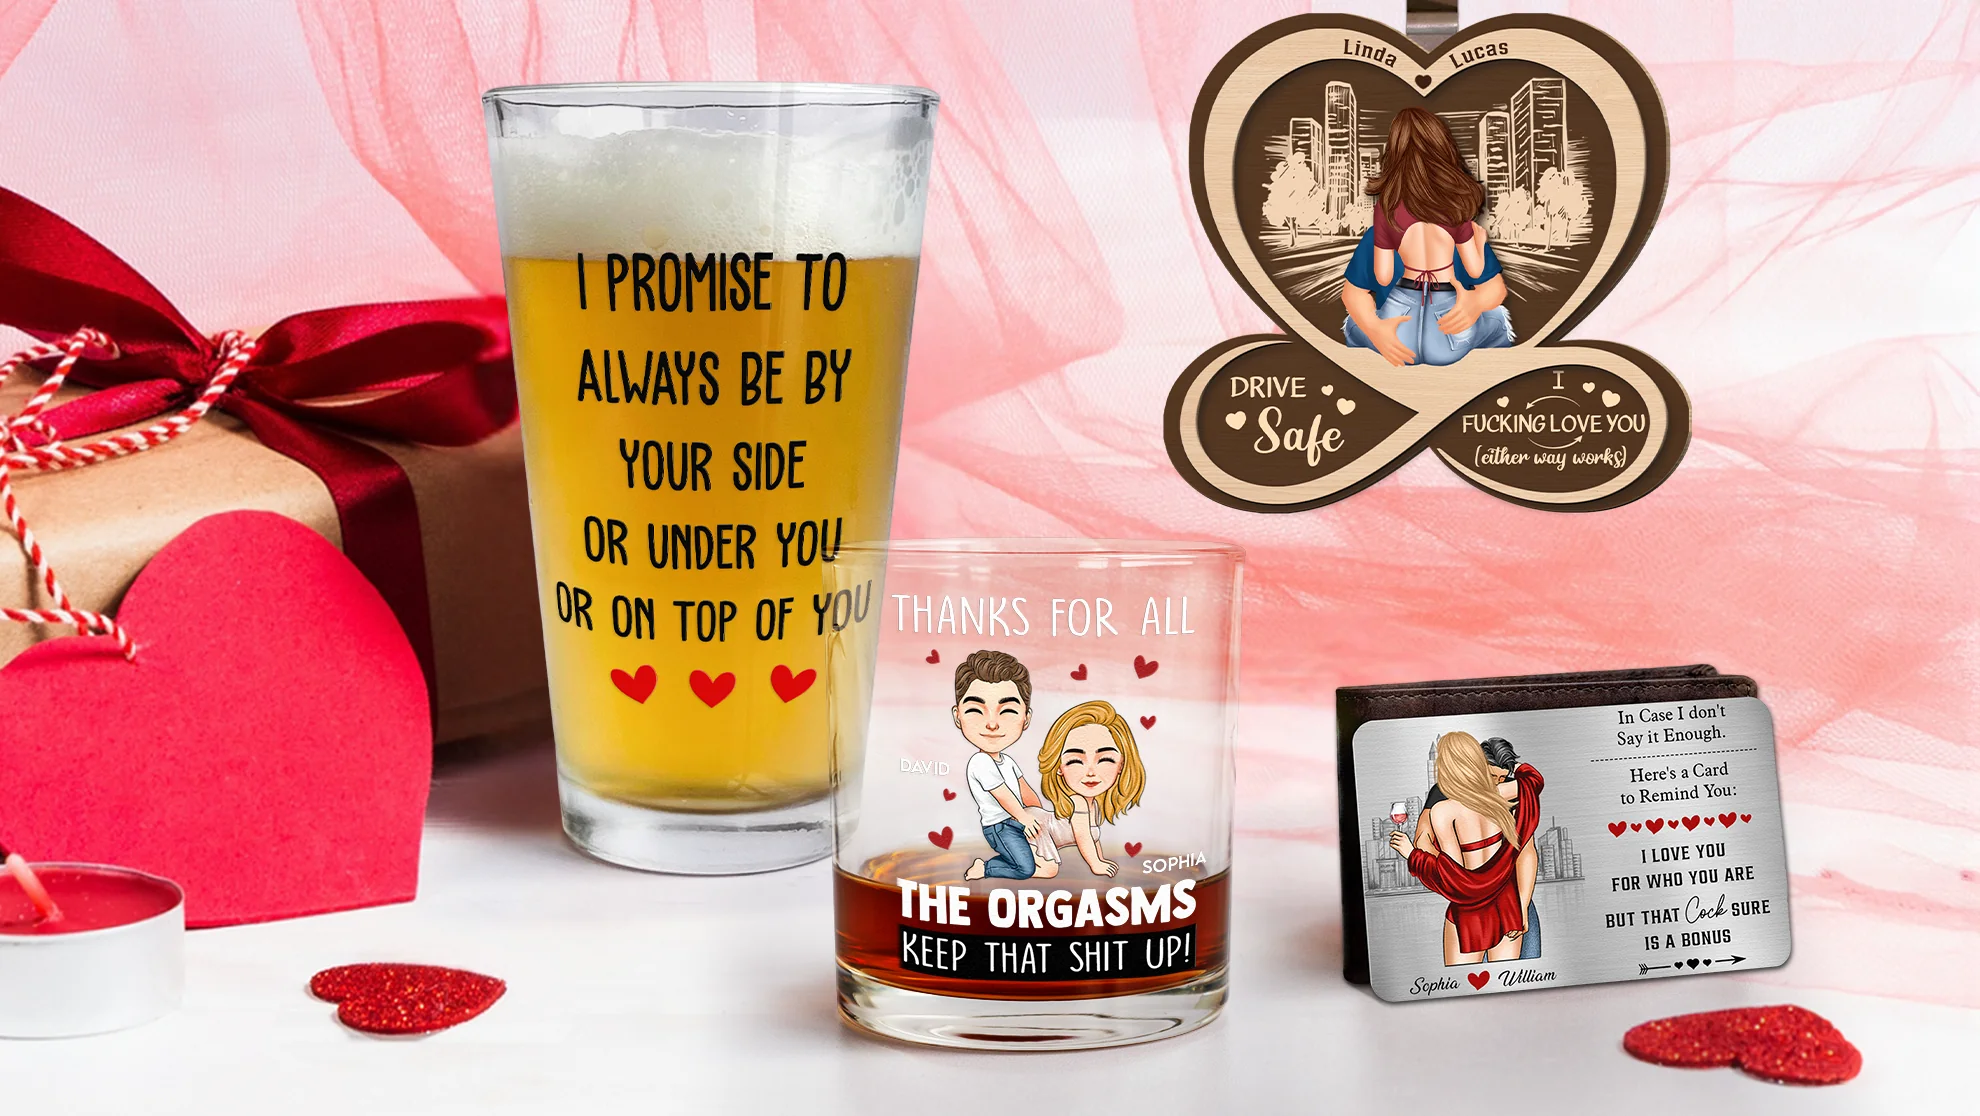 I PROMISE TO
ALWAYS BE BY
YOUR SIDE
OR UNDER YOU
OR ON TOP OF YOU
THANKS FOR ALL
DAVID
SOPHIA
THE ORGASMS
KEEP THAT SHIT UP!
Linda
Lucas
DRIVE
Safe
I
FUCKING LOVE YOU
(either way works)
In Case I don't
Say it Enough.
Here's a Card
to Remind You:
I LOVE YOU
FOR WHO YOU ARE
BUT THAT Cock SURE
IS A BONUS
Sophia William